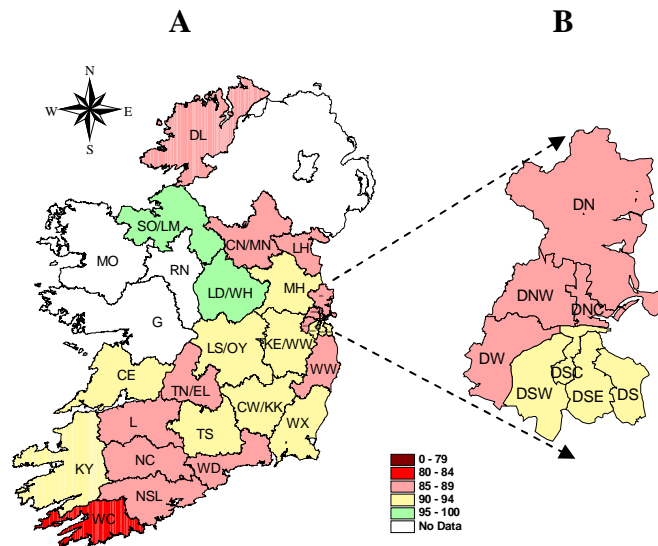 A
B
N
W E
S
DL
SO/LM
CN/MN
LH
MO
RN
LD/WH
MH
G
LS/OY
KE/WW
WW
CE
TN/EL
CW/KK
WX
L
TS
KY
NC
WD
NSL
WC
DN
DNW
DNC
DW
DSC
DSW
DSE
DS
0 - 79
80 - 84
85 - 89
90 - 94
95 - 100
No Data